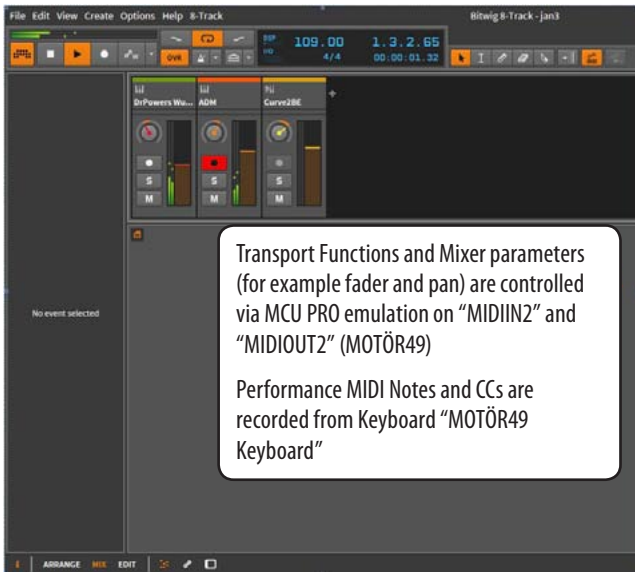 File Edit View Create Options Help 8-Track
Bitwig 8-Track - jan3
OVR
DSP
109.00
1.3.2.65
4/4
00:00:01.32
DrPowers Wu...
ADM
Curve2BE
+
S
S
S
M
M
M
No event selected
Transport Functions and Mixer parameters
(for example fader and pan) are controlled
via MCU PRO emulation on “MIDIIN2” and
“MIDIOUT2” (MOTÖR49)
Performance MIDI Notes and CCs are
recorded from Keyboard “MOTÖR49
Keyboard”
i
ARRANGE MIX EDIT